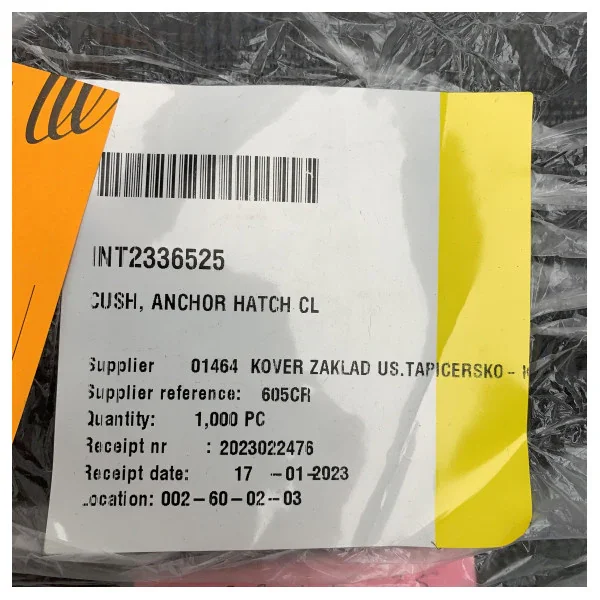 INT2336525
CUSH, ANCHOR HATCH CL
Supplier 01464 KOVER ZAKLAD US.TAPICERSKO -
Supplier reference: 605CR
Quantity: 1,000 PC
Receipt nr : 2023022476
Receipt date: 17 -01-2023
Location: 002-60-02-03